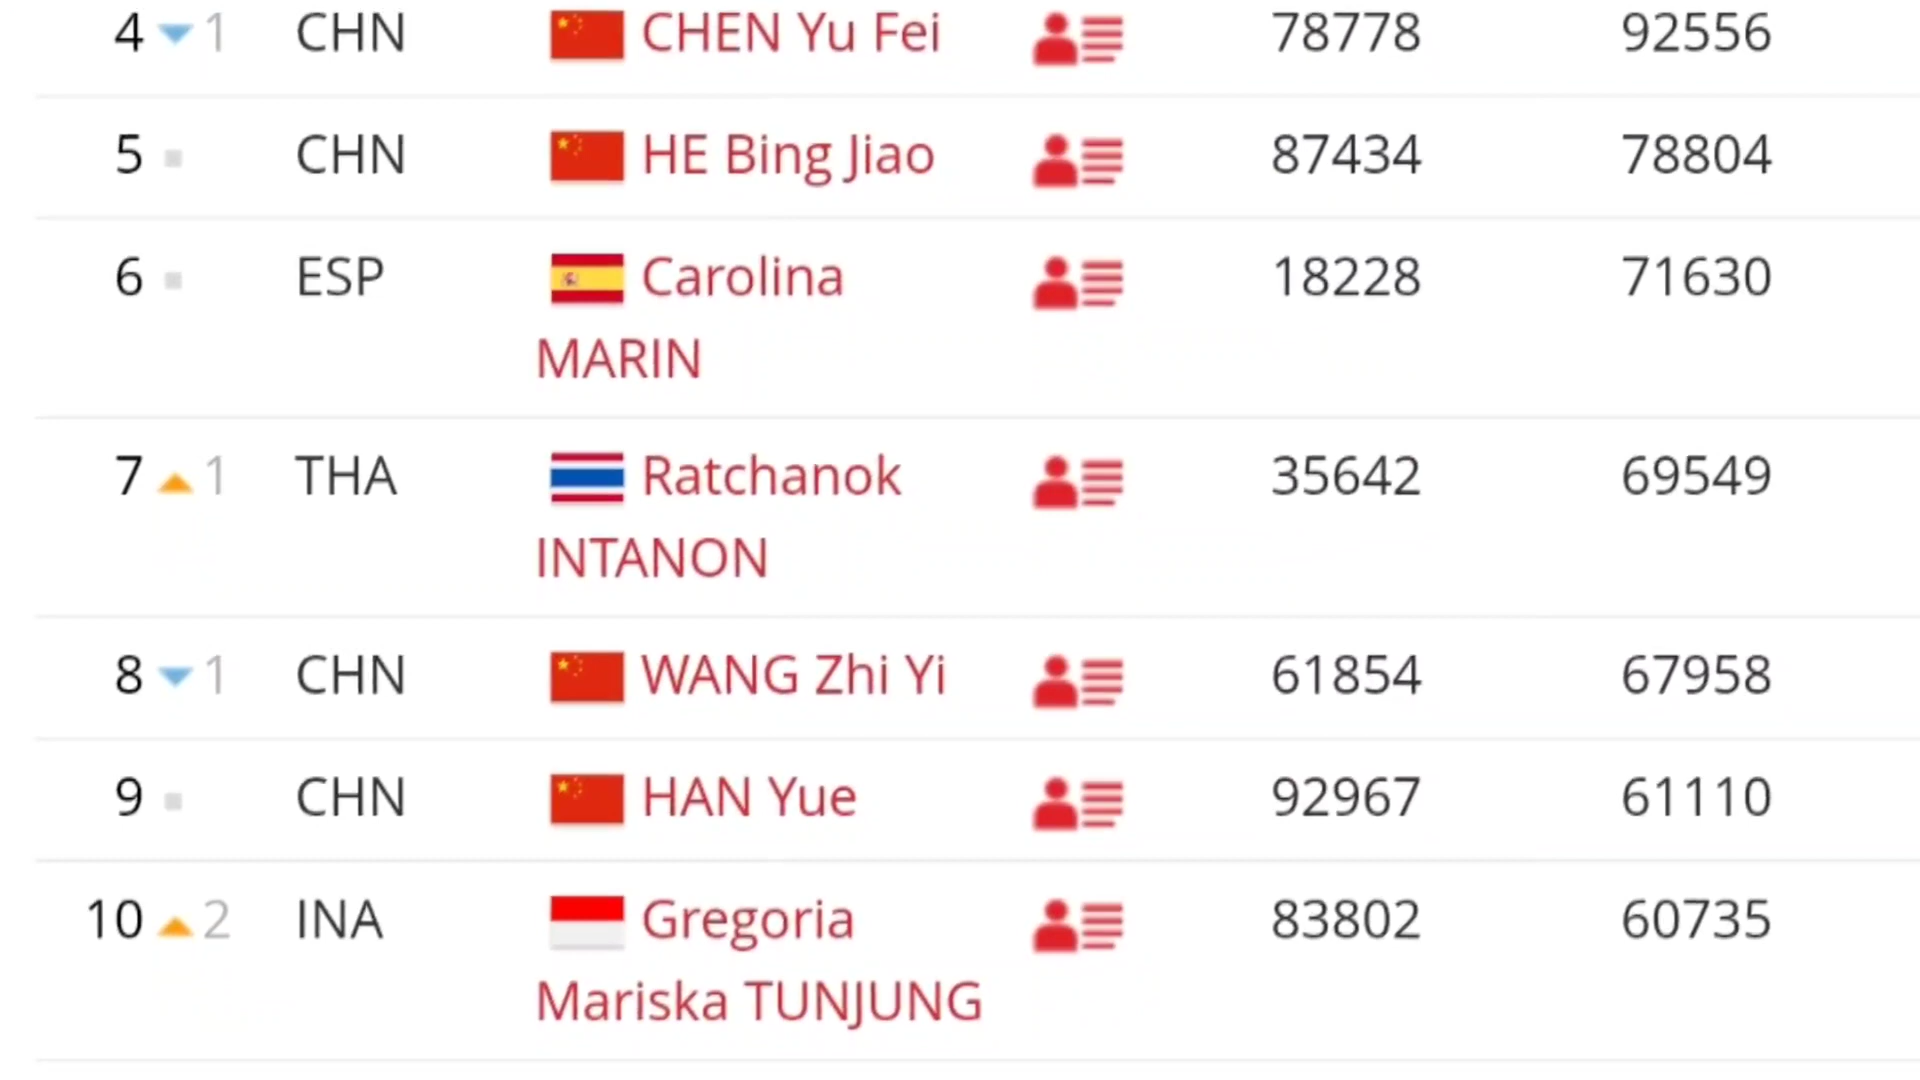 4 1 CHN CHEN Yu Fei 78778 92556
5 CHN HE Bing Jiao 87434 78804
6 ESP Carolina 18228 71630
MARIN
7 1 THA Ratchanok 35642 69549
INTANON
8 1 CHN WANG Zhi Yi 61854 67958
9 CHN HAN Yue 92967 61110
10 2 INA Gregoria 83802 60735
Mariska TUNJUNG